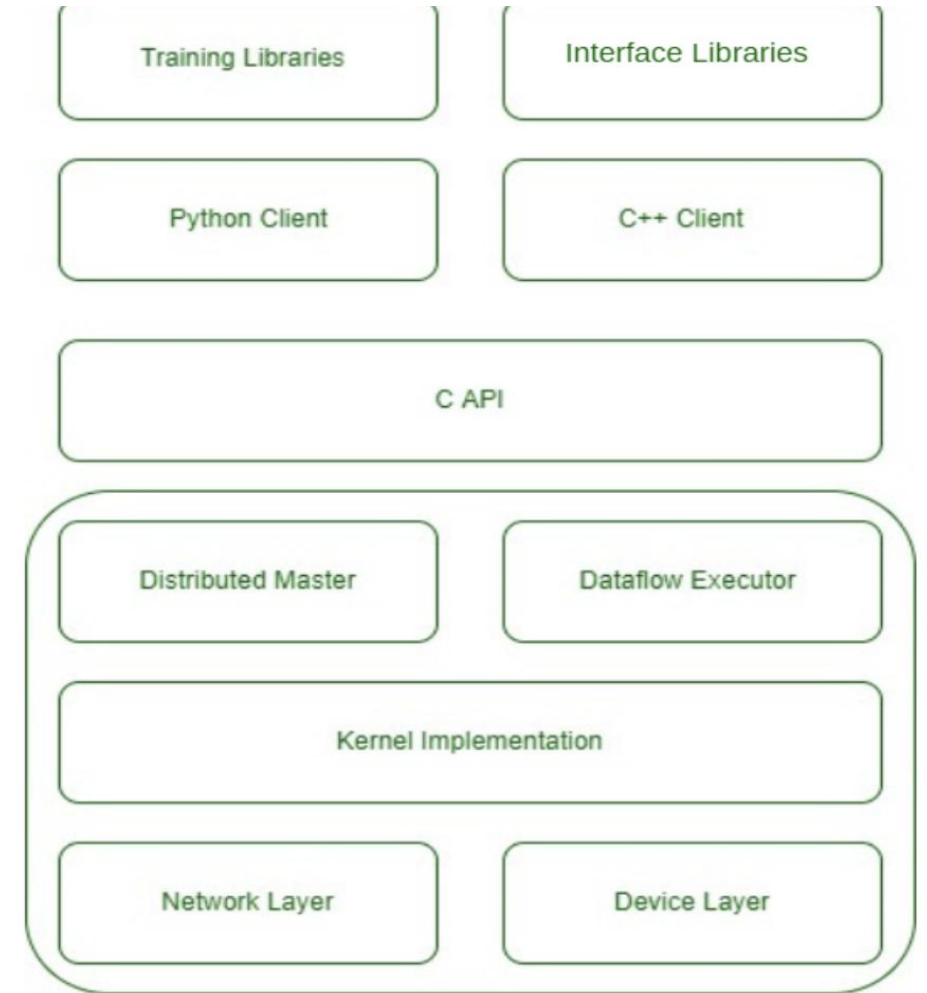 Training Libraries
Interface Libraries
Python Client
C++ Client
C API
Distributed Master
Dataflow Executor
Kernel Implementation
Network Layer
Device Layer